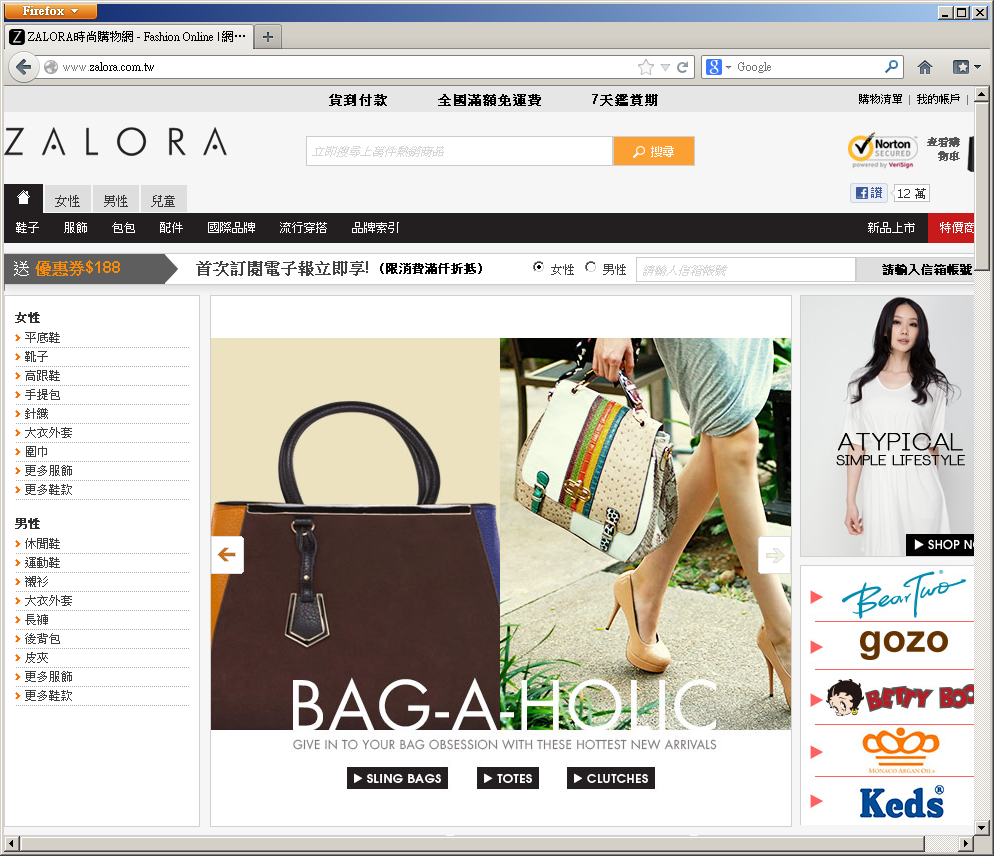 Firefox
ZALORA時尚購物網 - Fashion Online | 網…
www.zalora.com.tw
Google
貨到付款 全國滿額免運費 7天鑑賞期 購物清單 | 我的帳戶 |
ZALORA
立即搜尋上萬件熱銷商品 搜尋
Norton SECURED powered by VeriSign
查看購物車
讚 12 萬
女性 男性 兒童
鞋子 服飾 包包 配件 國際品牌 流行穿搭 品牌索引 新品上市 特價商
送 優惠券$188 首次訂閱電子報立即享! (限消費滿仟折抵) 女性 男性 請輸入信箱帳號 請輸入信箱帳號
女性
平底鞋
靴子
高跟鞋
手提包
針織
大衣外套
圍巾
更多服飾
更多鞋款
男性
休閒鞋
運動鞋
襯衫
大衣外套
長褲
後背包
皮夾
更多服飾
更多鞋款
BAG-A-HOLIC
GIVE IN TO YOUR BAG OBSESSION WITH THESE HOTTEST NEW ARRIVALS
SLING BAGS TOTES CLUTCHES
ATYPICAL
SIMPLE LIFESTYLE
SHOP NO
BearTwo
gozo
BETTY BOO
MONACO ARGAN OIL
Keds